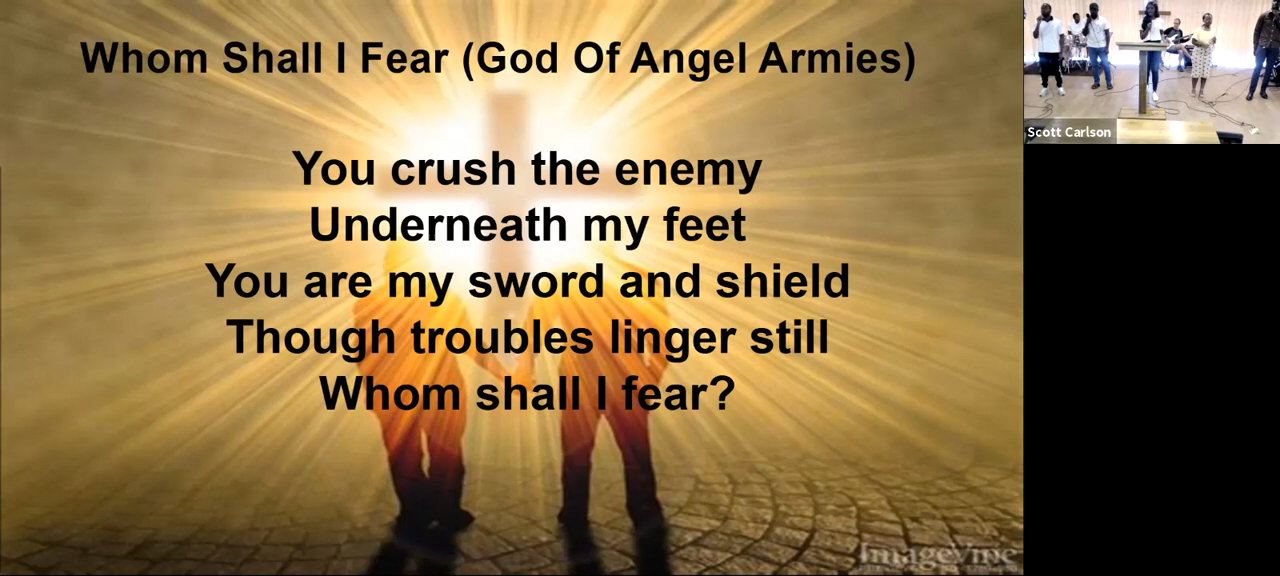 Whom Shall I Fear (God Of Angel Armies)
You crush the enemy
Underneath my feet
You are my sword and shield
Though troubles linger still
Whom shall I fear?
Scott Carlson
ImageVine